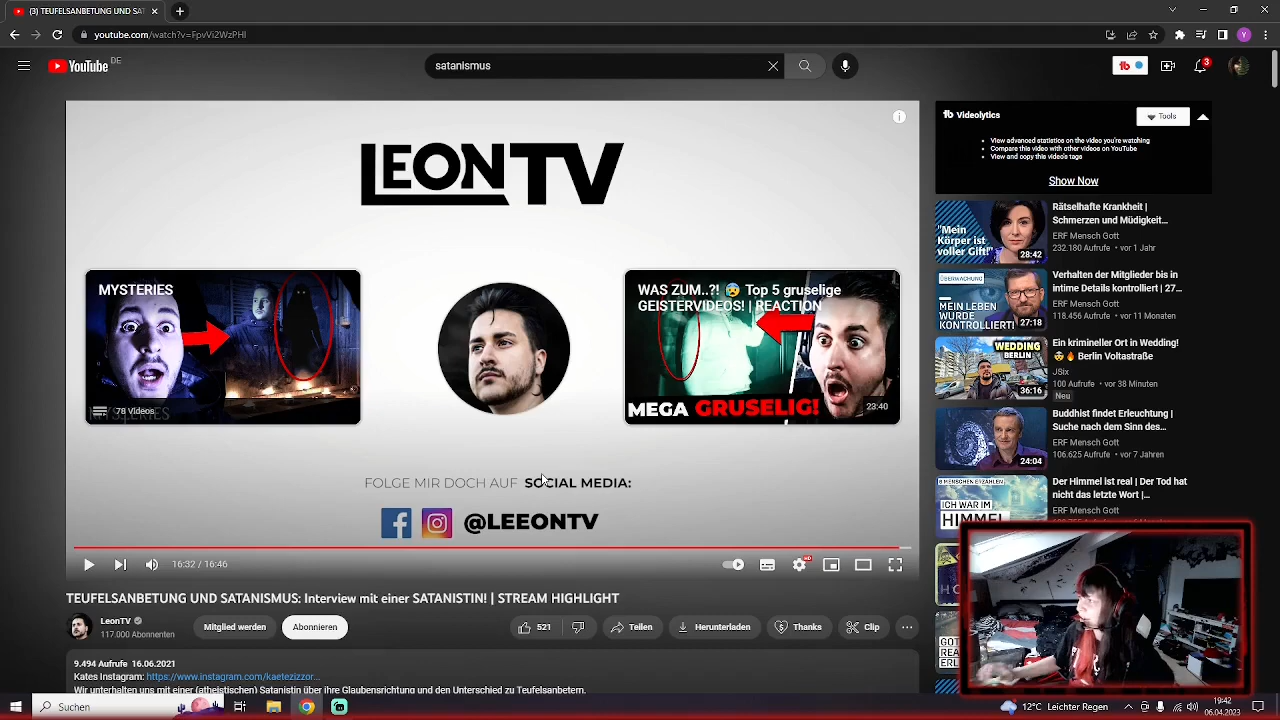 (3) TEUFELSANBETUNG UND SAT
youtube.com/watch?v=FpvVi2WzPHI
YouTube DE
satanismus
3
LEONTV
MYSTERIES
78 Videos
WAS ZUM..?! 😨 Top 5 gruselige
GEISTERVIDEOS! | REACTION
MEGA GRUSELIG!
23:40
FOLGE MIR DOCH AUF SOCIAL MEDIA:
@LEEONTV
16:32 / 16:46
HD
TEUFELSANBETUNG UND SATANISMUS: Interview mit einer SATANISTIN! | STREAM HIGHLIGHT
LeonTV
117.000 Abonnenten
Mitglied werden
Abonnieren
521
Teilen
Herunterladen
Thanks
Clip
9.494 Aufrufe 16.06.2021
Kates Instagram: https://www.instagram.com/kaetezizzor...
Wir unterhalten uns mit einer (atheistischen) Satanistin über ihre Glaubensrichtung und den Unterschied zu Teufelsanbetern.
Videolytics
Tools
View advanced statistics on the video you're watching
Compare this video with other videos on YouTube
View and copy this video's tags
Show Now
"Mein
Körper ist
voller Gift!"
28:42
Rätselhafte Krankheit |
Schmerzen und Müdigkeit...
ERF Mensch Gott
232.180 Aufrufe • vor 1 Jahr
ÜBERWACHUNG
MEIN LEBEN
WURDE
KONTROLLIERT
27:18
Verhalten der Mitglieder bis in
intime Details kontrolliert | 27...
ERF Mensch Gott
118.456 Aufrufe • vor 11 Monaten
WEDDING
BERLIN
36:16
Ein krimineller Ort in Wedding!
Berlin Voltastraße
JSix
100 Aufrufe • vor 38 Minuten
Neu
24:04
Buddhist findet Erleuchtung |
Suche nach dem Sinn des...
ERF Mensch Gott
106.625 Aufrufe • vor 7 Jahren
8 MENSCHEN ERZÄHLEN:
ICH WAR IM
HIMMEL
Der Himmel ist real | Der Tod hat
nicht das letzte Wort |...
ERF Mensch Gott
Suchen
12°C Leichter Regen
19:42
06.04.2023